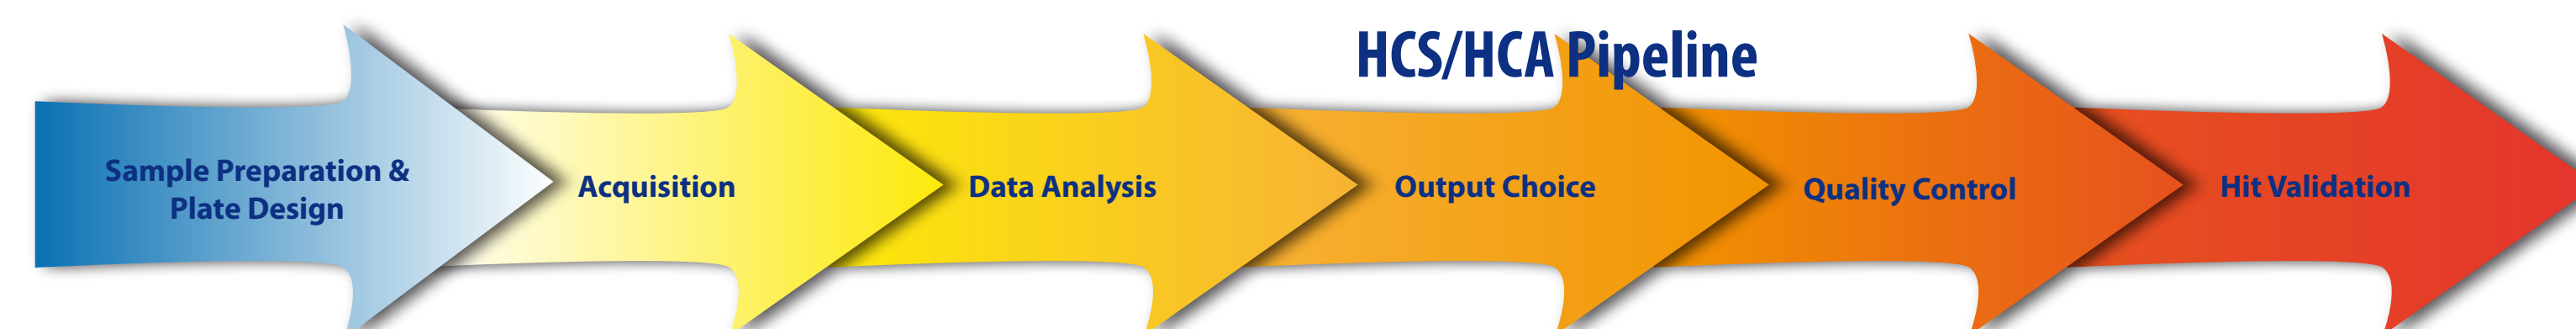 HCS/HCA Pipeline
Sample Preparation &
Plate Design
Acquisition
Data Analysis
Output Choice
Quality Control
Hit Validation